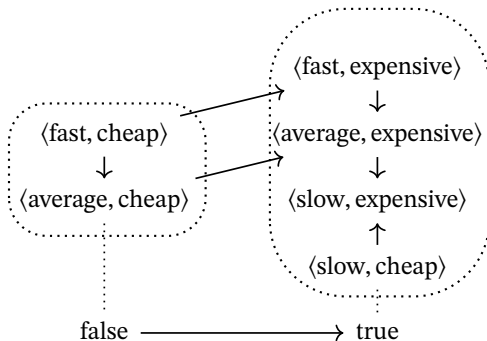 ⟨fast, expensive⟩
⟨fast, cheap⟩
⟨average, expensive⟩
⟨average, cheap⟩
⟨slow, expensive⟩
⟨slow, cheap⟩
false
true